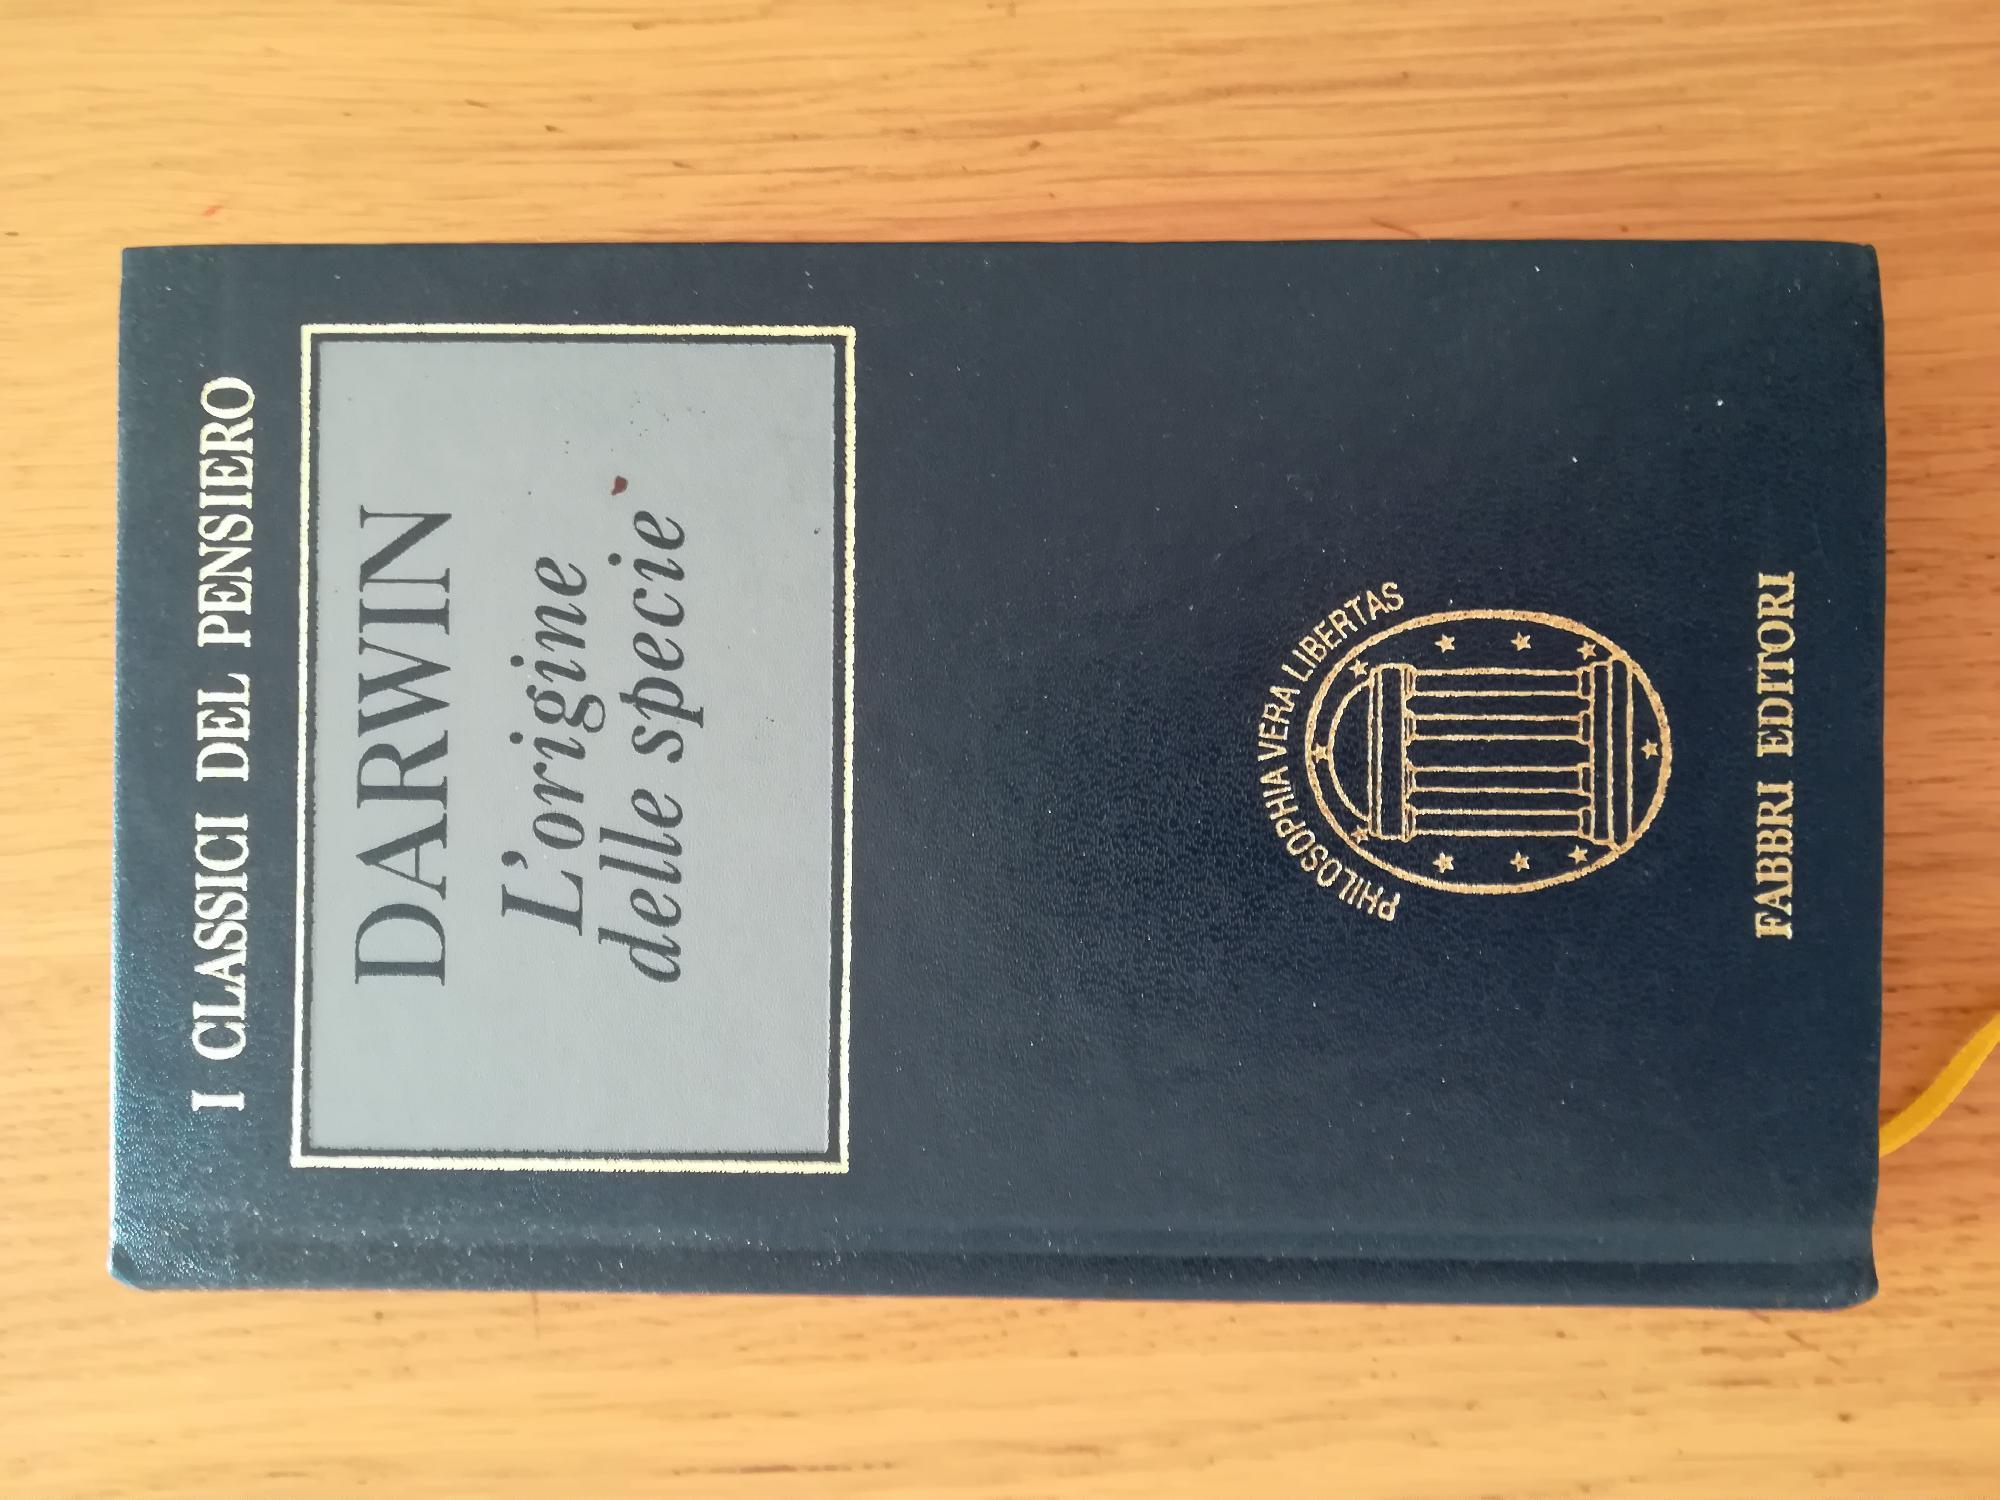 I CLASSICI DEL PENSIERO
DARWIN
L'origine
delle specie
PHILOSOPHIA VERA LIBERTAS
FABBRI EDITORI